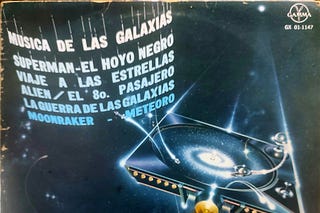 MUSICA DE LAS GALAXIAS
SUPERMAN-EL HOYO NEGRO
VIAJE A LAS ESTRELLAS
ALIEN/EL 8o. PASAJERO
LA GUERRA DE LAS GALAXIAS
MOONRAKER - METEORO
GAMMA
GX 01-1147